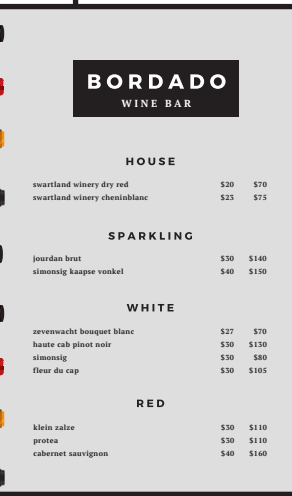 BORDADO
WINE BAR
HOUSE
swartland winery dry red $20 $70
swartland winery cheninblanc $23 $75
SPARKLING
jourdan brut $30 $140
simonsig kaapse vonkel $40 $150
WHITE
zevenwacht bouquet blanc $27 $70
haute cab pinot noir $30 $130
simonsig $30 $80
fleur du cap $30 $105
RED
klein zalze $30 $110
protea $30 $110
cabernet sauvignon $40 $160